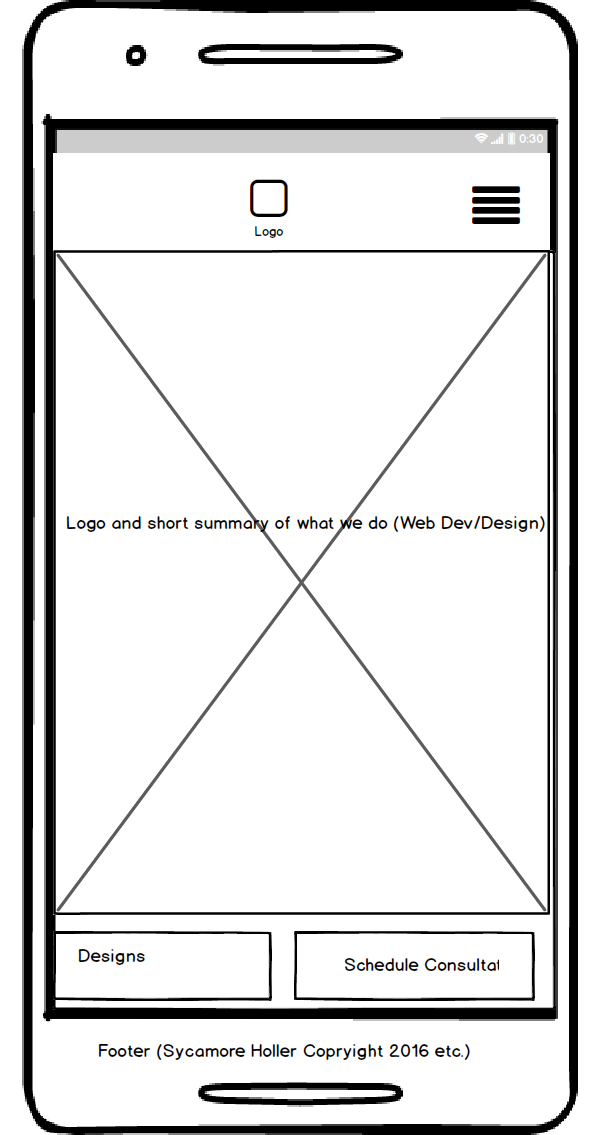 0:30
Logo
Logo and short summary of what we do (Web Dev/Design)
Designs
Schedule Consultat
Footer (Sycamore Holler Copryight 2016 etc.)